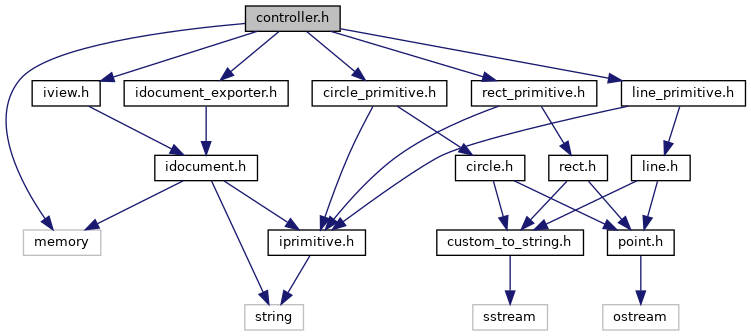 controller.h
iview.h
idocument_exporter.h
circle_primitive.h
rect_primitive.h
line_primitive.h
idocument.h
circle.h
rect.h
line.h
memory
iprimitive.h
custom_to_string.h
point.h
string
sstream
ostream